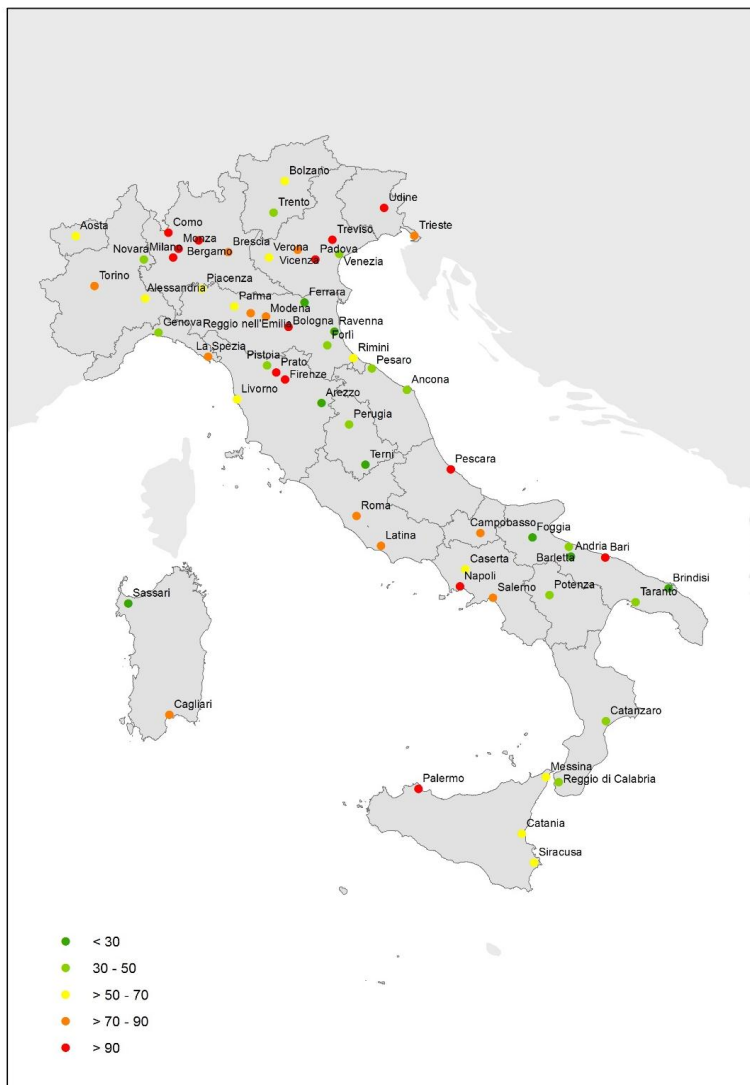 Bolzano
Trento
Udine
Aosta
Como
Treviso
Trieste
Monza
Novara
Milano
Brescia
Verona
Padova
Bergamo
Vicenza
Venezia
Torino
Piacenza
Alessandria
Parma
Ferrara
Modena
Genova
Reggio nell'Emilia
Bologna
Ravenna
Forlì
La Spezia
Pistoia
Rimini
Prato
Pesaro
Firenze
Livorno
Arezzo
Ancona
Perugia
Terni
Pescara
Roma
Campobasso
Foggia
Latina
Andria
Bari
Caserta
Barletta
Napoli
Salerno
Potenza
Brindisi
Taranto
Sassari
Cagliari
Catanzaro
Messina
Palermo
Reggio di Calabria
Catania
Siracusa
< 30
30 - 50
> 50 - 70
> 70 - 90
> 90